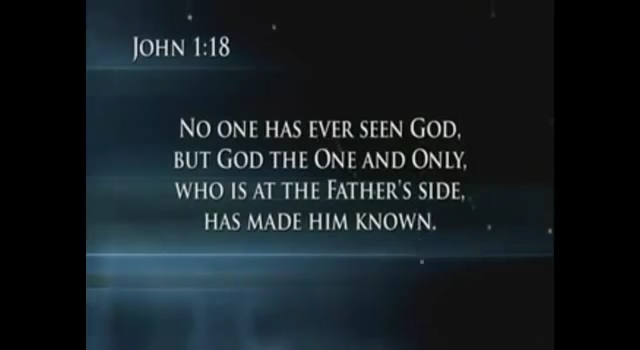 John 1:18
No one has ever seen God,
but God the One and Only,
who is at the Father's side,
has made him known.